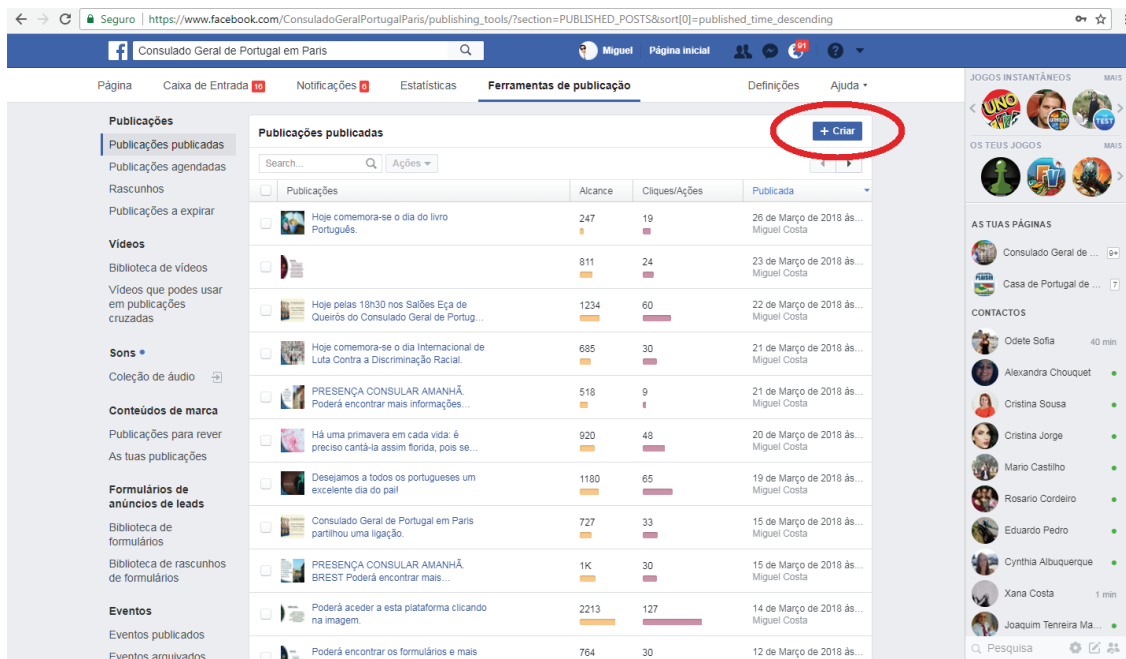 Seguro | https://www.facebook.com/ConsuladoGeralPortugalParis/publishing_tools/?section=PUBLISHED_POSTS&sort[0]=published_time_descending
Consulado Geral de Portugal em Paris
Miguel Página inicial 91
Página Caixa de Entrada 16 Notificações 6 Estatísticas Ferramentas de publicação Definições Ajuda
Publicações
Publicações publicadas
Publicações agendadas
Rascunhos
Publicações a expirar
Vídeos
Biblioteca de vídeos
Vídeos que podes usar
em publicações
cruzadas
Sons
Coleção de áudio
Conteúdos de marca
Publicações para rever
As tuas publicações
Formulários de
anúncios de leads
Biblioteca de
formulários
Biblioteca de rascunhos
de formulários
Eventos
Eventos publicados
Eventos arquivados
Publicações publicadas
+ Criar
Search... Ações
Publicações Alcance Cliques/Ações Publicada
Hoje comemora-se o dia do livro 247 19 26 de Março de 2018 às...
Português. Miguel Costa
811 24 23 de Março de 2018 às...
Miguel Costa
Hoje pelas 18h30 nos Salões Eça de 1234 60 22 de Março de 2018 às...
Queirós do Consulado Geral de Portug... Miguel Costa
Hoje comemora-se o dia Internacional de 685 30 21 de Março de 2018 às...
Luta Contra a Discriminação Racial. Miguel Costa
PRESENÇA CONSULAR AMANHÃ. 518 9 21 de Março de 2018 às...
Poderá encontrar mais informações... Miguel Costa
Há uma primavera em cada vida: é 920 48 20 de Março de 2018 às...
preciso cantá-la assim florida, pois se... Miguel Costa
Desejamos a todos os portugueses um 1180 65 19 de Março de 2018 às...
excelente dia do pai! Miguel Costa
Consulado Geral de Portugal em Paris 727 33 15 de Março de 2018 às...
partilhou uma ligação. Miguel Costa
PRESENÇA CONSULAR AMANHÃ. 1K 30 15 de Março de 2018 às...
BREST Poderá encontrar mais... Miguel Costa
Poderá aceder a esta plataforma clicando 2213 127 14 de Março de 2018 às...
na imagem. Miguel Costa
Poderá encontrar os formulários e mais 764 30 12 de Março de 2018 às...
JOGOS INSTANTÂNEOS MAIS
UNO
TEST
OS TEUS JOGOS MAIS
FV
AS TUAS PÁGINAS
Consulado Geral de ... 9+
Casa de Portugal de ... 7
CONTACTOS
Odete Sofia 40 min
Alexandra Chouquet
Cristina Sousa
Cristina Jorge
Mario Castilho
Rosario Cordeiro
Eduardo Pedro
Cynthia Albuquerque
Xana Costa 1 min
Joaquim Tenreira Ma...
Pesquisa